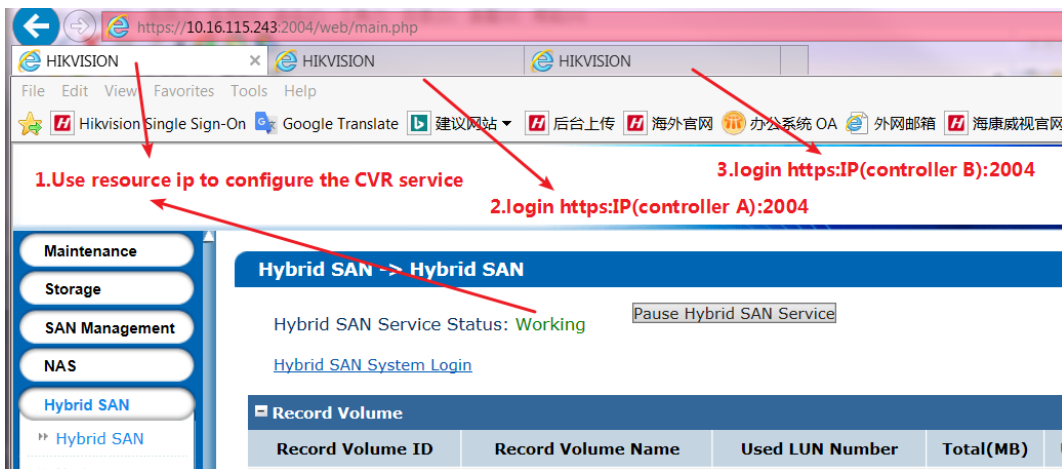 https://10.16.115.243:2004/web/main.php
HIKVISION
HIKVISION
HIKVISION
File Edit View Favorites Tools Help
Hikvision Single Sign-On Google Translate 建议网站 后台上传 海外官网 办公系统 OA 外网邮箱 海康威视官网
1.Use resource ip to configure the CVR service
3.login https:IP(controller B):2004
2.login https:IP(controller A):2004
Maintenance
Storage
SAN Management
NAS
Hybrid SAN
Hybrid SAN
Hybrid SAN -> Hybrid SAN
Hybrid SAN Service Status: Working
Pause Hybrid SAN Service
Hybrid SAN System Login
Record Volume
Record Volume ID Record Volume Name Used LUN Number Total(MB)